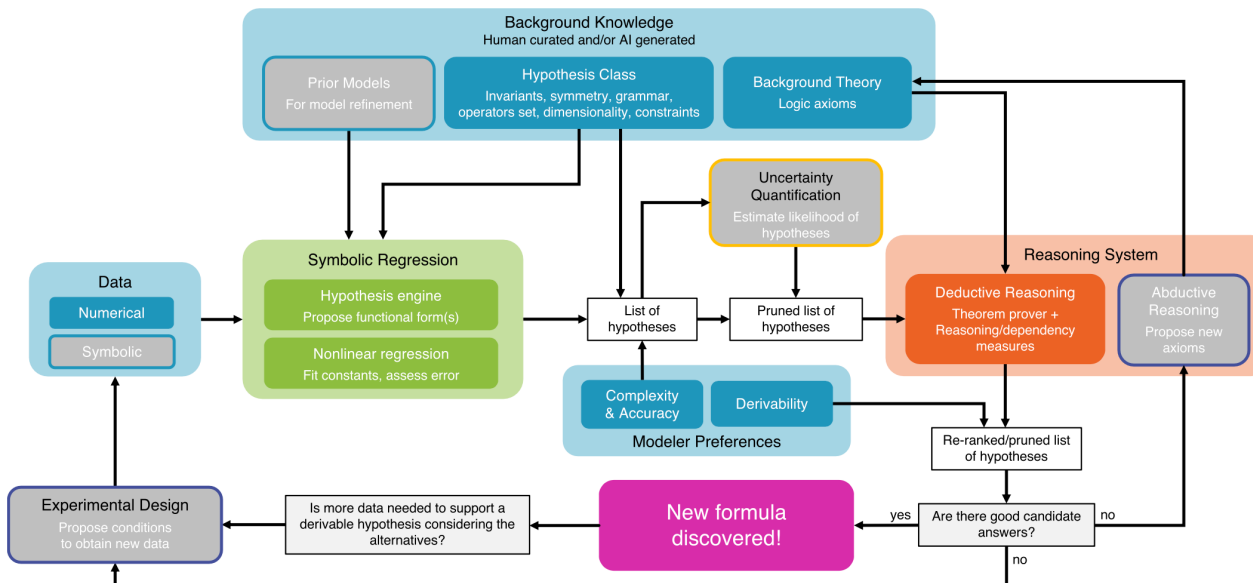 Background Knowledge
Human curated and/or AI generated
Prior Models
For model refinement
Hypothesis Class
Invariants, symmetry, grammar,
operators set, dimensionality, constraints
Background Theory
Logic axioms
Uncertainty
Quantification
Estimate likelihood of
hypotheses
Data
Numerical
Symbolic
Symbolic Regression
Hypothesis engine
Propose functional form(s)
Nonlinear regression
Fit constants, assess error
List of
hypotheses
Pruned list of
hypotheses
Reasoning System
Deductive Reasoning
Theorem prover +
Reasoning/dependency
measures
Abductive
Reasoning
Propose new
axioms
Complexity
& Accuracy
Derivability
Modeler Preferences
Re-ranked/pruned list
of hypotheses
Experimental Design
Propose conditions
to obtain new data
Is more data needed to support a
derivable hypothesis considering the
alternatives?
New formula
discovered!
yes
Are there good candidate
answers?
no
no